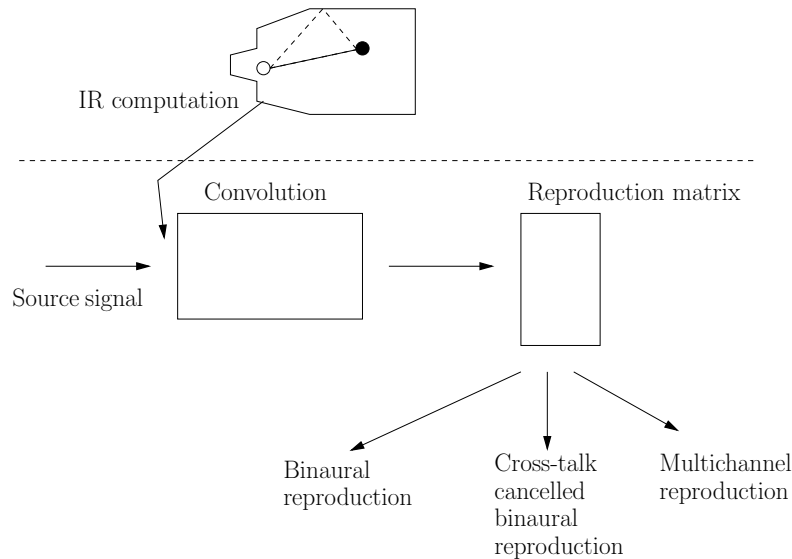 IR computation
Convolution
Reproduction matrix
Source signal
Binaural
reproduction
Cross-talk
cancelled
binaural
reproduction
Multichannel
reproduction